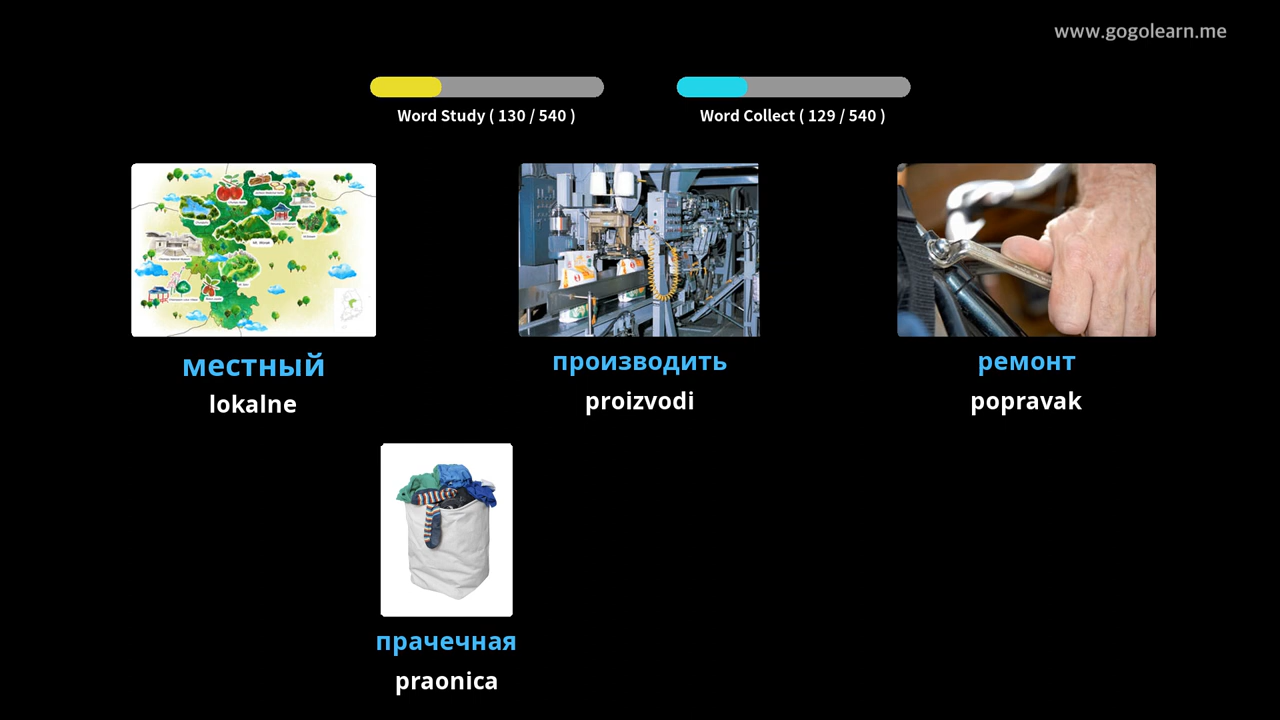 www.gogolearn.me
Word Study ( 130 / 540 )
Word Collect ( 129 / 540 )
местный
lokalne
производить
proizvodi
ремонт
popravak
прачечная
praonica